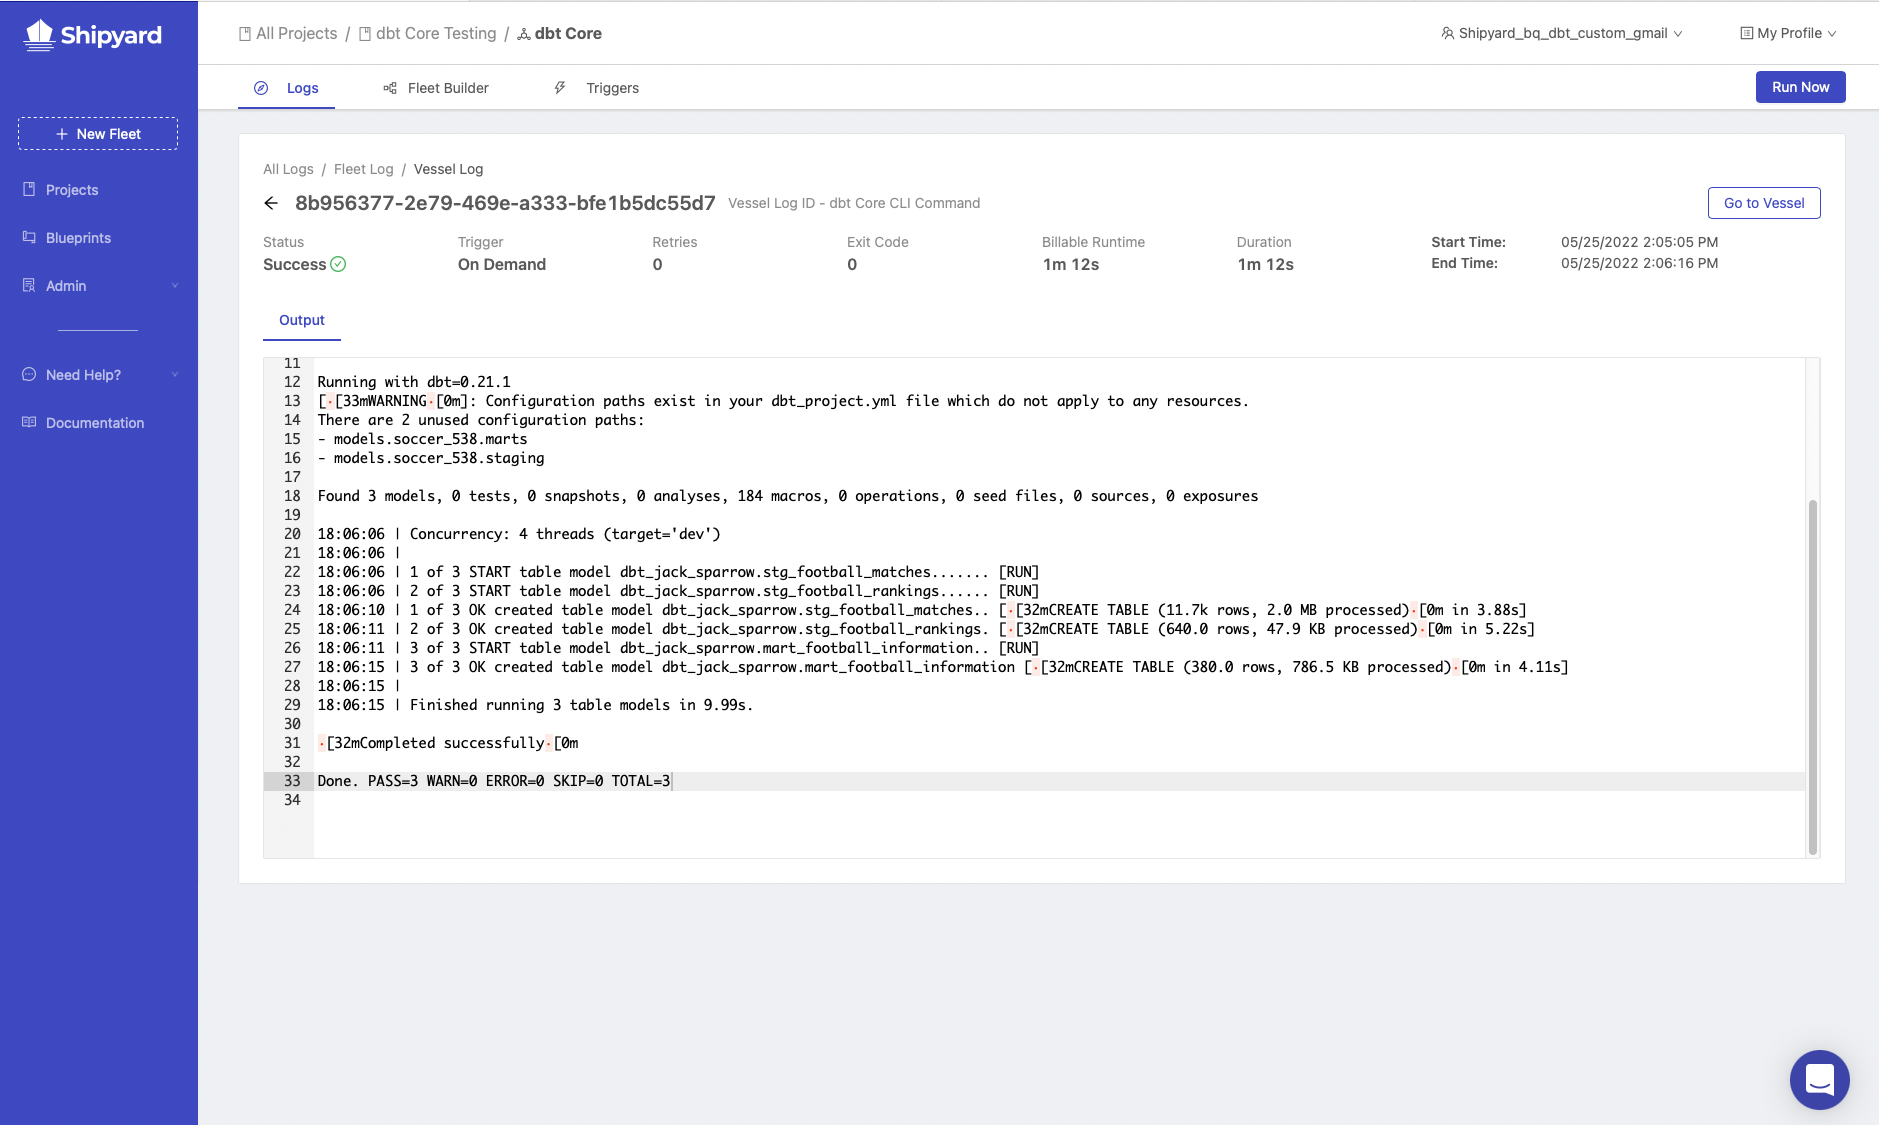 Shipyard
New Fleet
Projects
Blueprints
Admin
Need Help?
Documentation
All Projects / dbt Core Testing / dbt Core
Shipyard_bq_dbt_custom_gmail
My Profile
Logs
Fleet Builder
Triggers
Run Now
All Logs / Fleet Log / Vessel Log
8b956377-2e79-469e-a333-bfe1b5dc55d7 Vessel Log ID - dbt Core CLI Command
Go to Vessel
Status Trigger Retries Exit Code Billable Runtime Duration Start Time: 05/25/2022 2:05:05 PM
Success On Demand 0 0 1m 12s 1m 12s End Time: 05/25/2022 2:06:16 PM
Output
11
12 Running with dbt=0.21.1
13 [·[33mWARNING·[0m]: Configuration paths exist in your dbt_project.yml file which do not apply to any resources.
14 There are 2 unused configuration paths:
15 - models.soccer_538.marts
16 - models.soccer_538.staging
17
18 Found 3 models, 0 tests, 0 snapshots, 0 analyses, 184 macros, 0 operations, 0 seed files, 0 sources, 0 exposures
19
20 18:06:06 | Concurrency: 4 threads (target='dev')
21 18:06:06 |
22 18:06:06 | 1 of 3 START table model dbt_jack_sparrow.stg_football_matches....... [RUN]
23 18:06:06 | 2 of 3 START table model dbt_jack_sparrow.stg_football_rankings...... [RUN]
24 18:06:10 | 1 of 3 OK created table model dbt_jack_sparrow.stg_football_matches.. [·[32mCREATE TABLE (11.7k rows, 2.0 MB processed)·[0m in 3.88s]
25 18:06:11 | 2 of 3 OK created table model dbt_jack_sparrow.stg_football_rankings. [·[32mCREATE TABLE (640.0 rows, 47.9 KB processed)·[0m in 5.22s]
26 18:06:11 | 3 of 3 START table model dbt_jack_sparrow.mart_football_information.. [RUN]
27 18:06:15 | 3 of 3 OK created table model dbt_jack_sparrow.mart_football_information [·[32mCREATE TABLE (380.0 rows, 786.5 KB processed)·[0m in 4.11s]
28 18:06:15 |
29 18:06:15 | Finished running 3 table models in 9.99s.
30
31 ·[32mCompleted successfully·[0m
32
33 Done. PASS=3 WARN=0 ERROR=0 SKIP=0 TOTAL=3
34